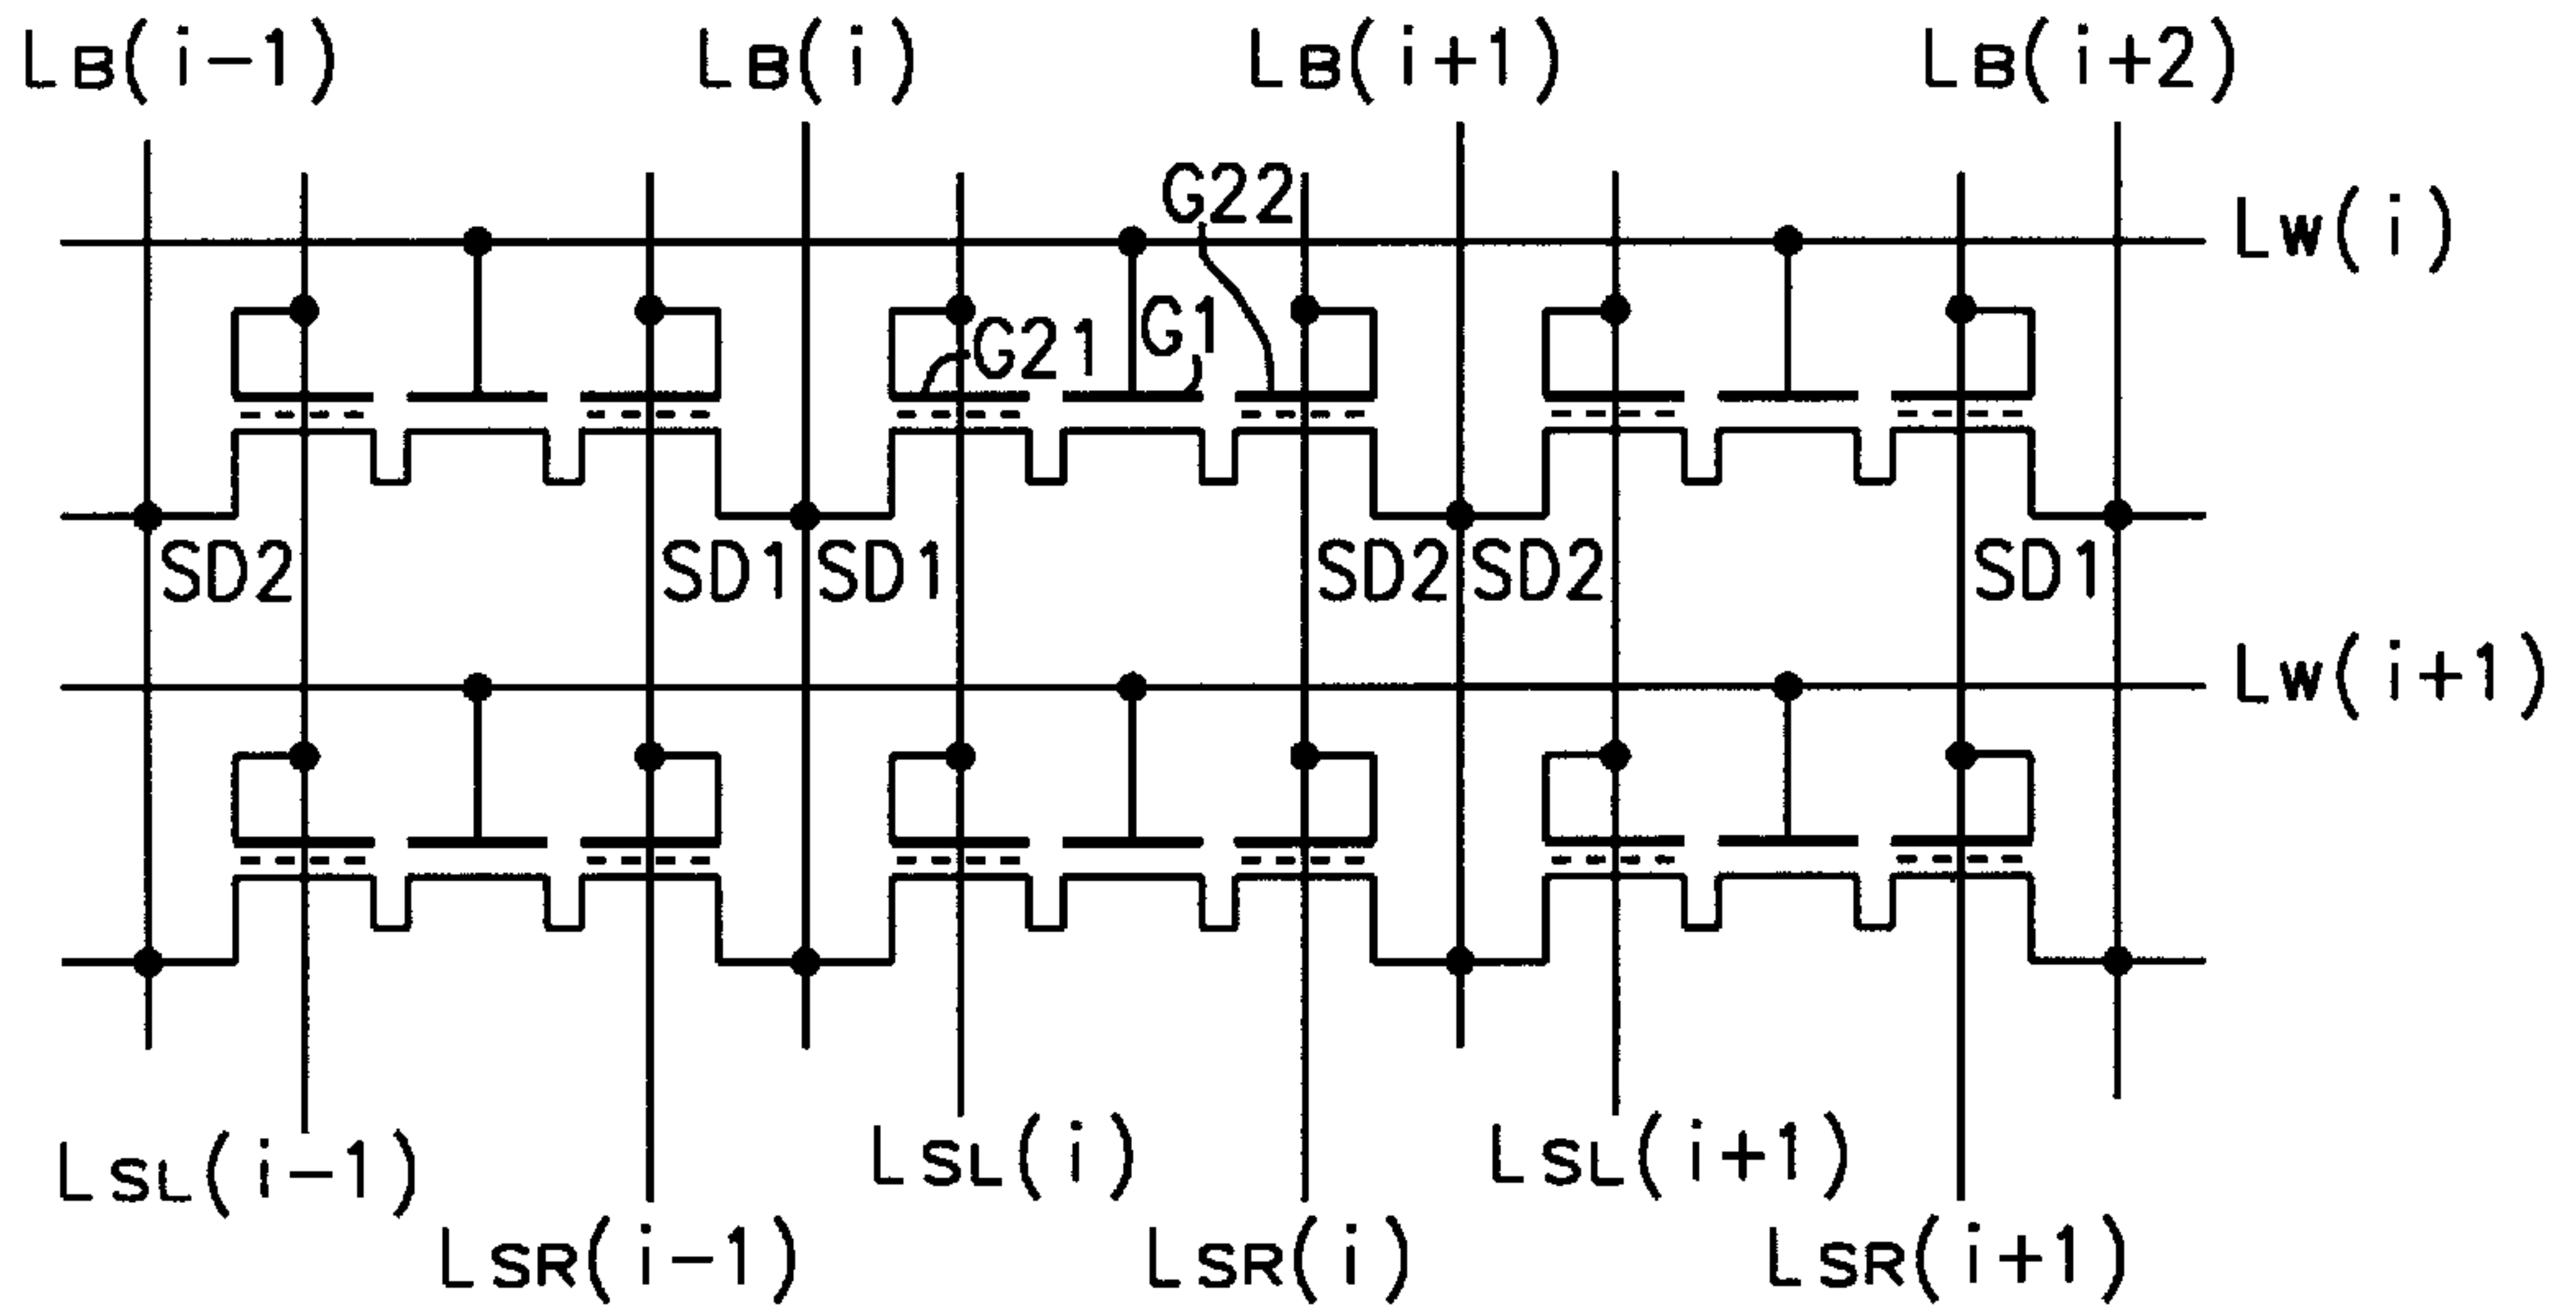 LB(i-1) LB(i) LB(i+1) LB(i+2)
G22
LW(i)
G21 G1
SD2 SD1 SD1 SD2 SD2 SD1
LW(i+1)
LSL(i-1) LSL(i) LSL(i+1)
LSR(i-1) LSR(i) LSR(i+1)